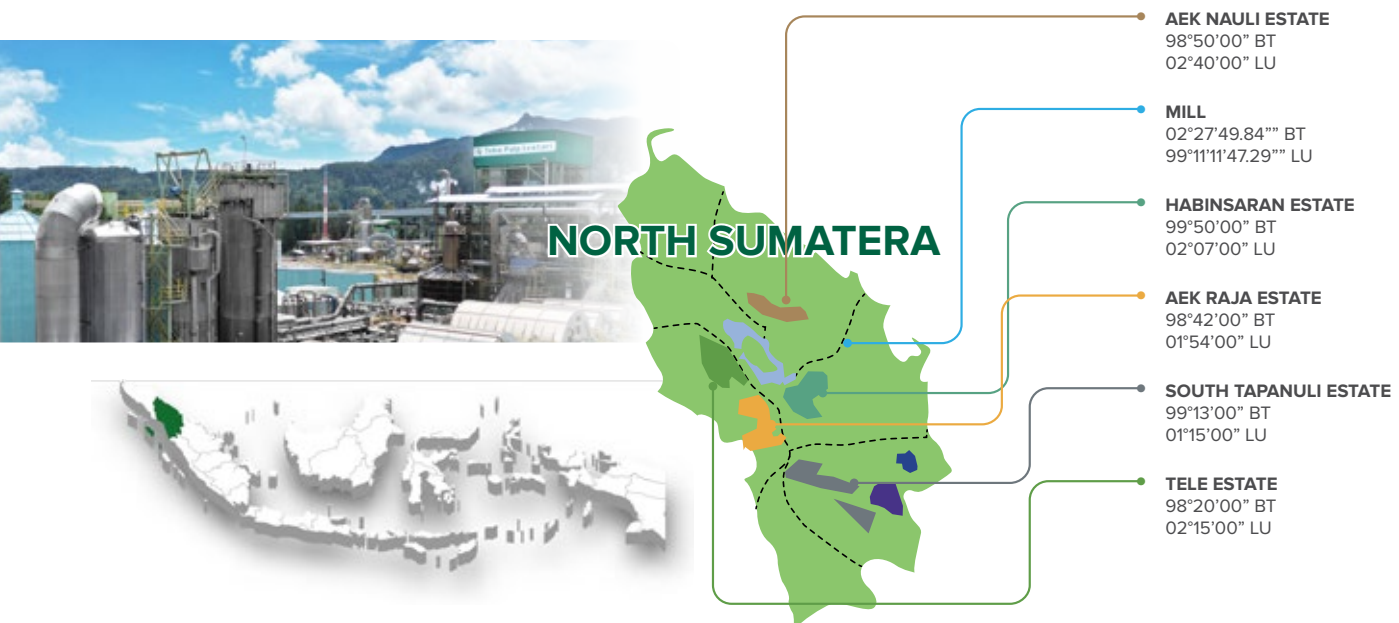 Toba Pulp Lestari
NORTH SUMATERA
AEK NAULI ESTATE
98°50’00” BT
02°40’00” LU
MILL
02°27’49.84”” BT
99°11’11’47.29”” LU
HABINSARAN ESTATE
99°50’00” BT
02°07’00” LU
AEK RAJA ESTATE
98°42’00” BT
01°54’00” LU
SOUTH TAPANULI ESTATE
99°13’00” BT
01°15’00” LU
TELE ESTATE
98°20’00” BT
02°15’00” LU